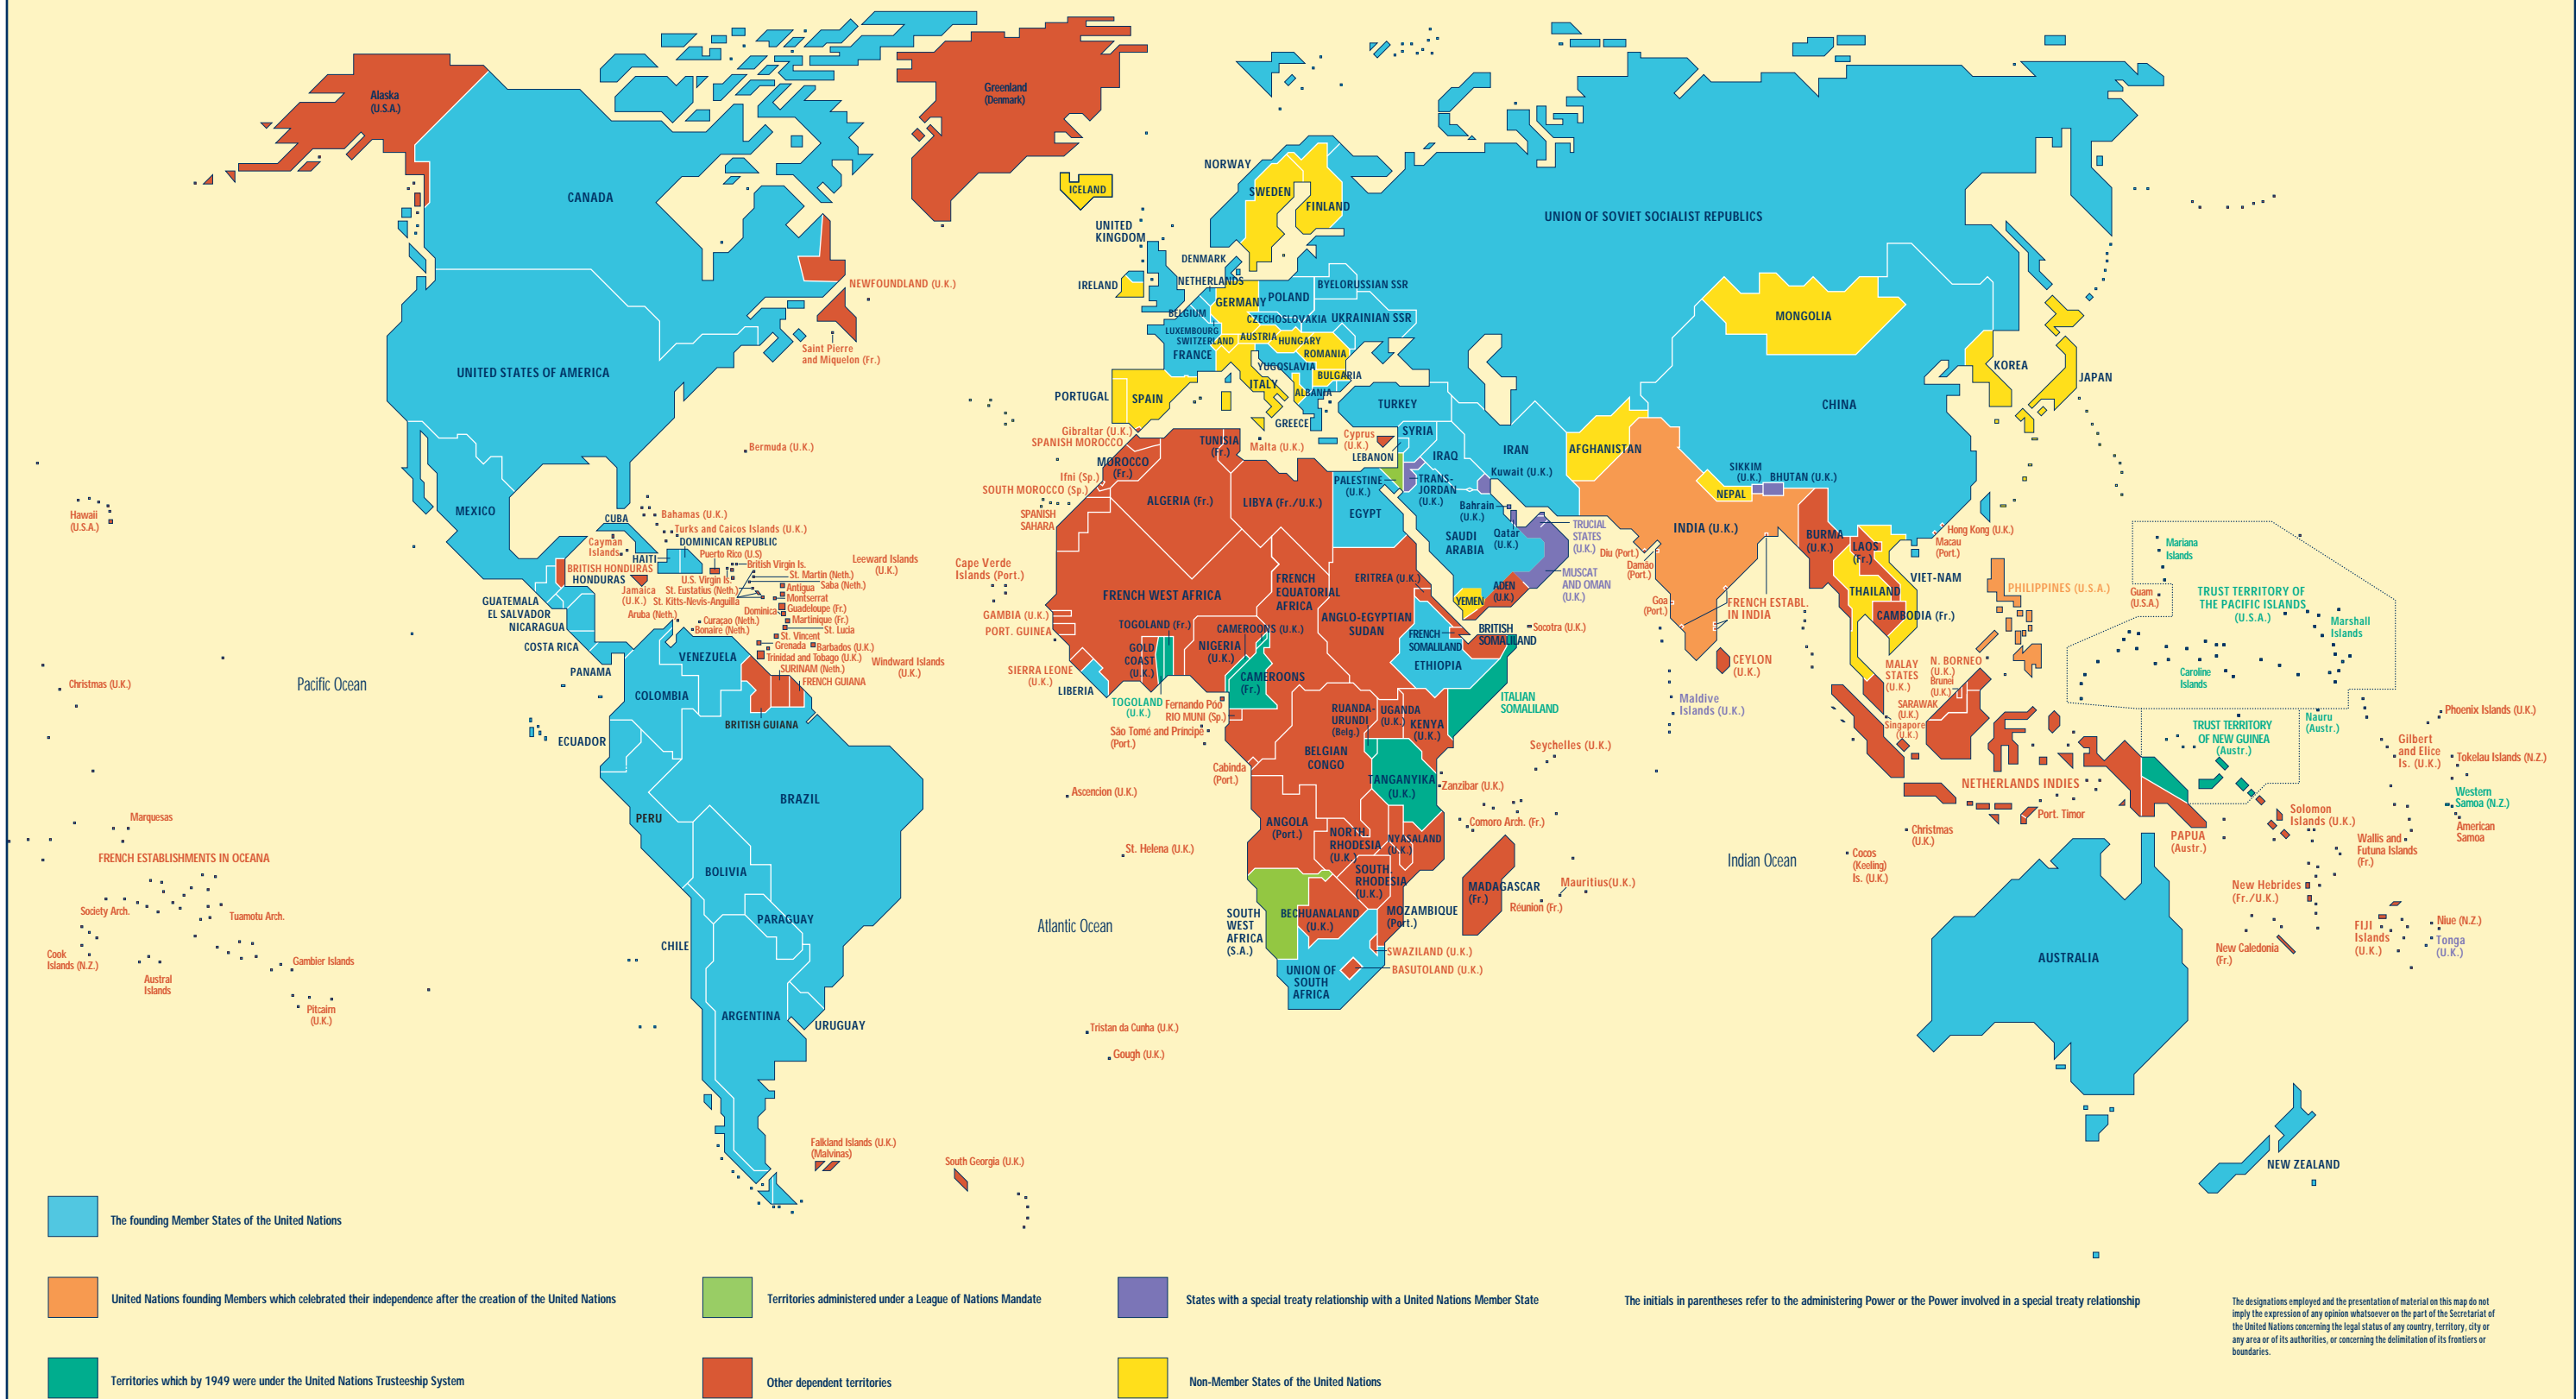 Alaska
(U.S.A.)
Greenland
(Denmark)
CANADA
ICELAND
NORWAY
SWEDEN
FINLAND
UNION OF SOVIET SOCIALIST REPUBLICS
UNITED
KINGDOM
DENMARK
IRELAND
NETHERLANDS
BYELORUSSIAN SSR
GERMANY
POLAND
BELGIUM
CZECHOSLOVAKIA
UKRAINIAN SSR
LUXEMBOURG
SWITZERLAND
AUSTRIA
HUNGARY
FRANCE
ROMANIA
YUGOSLAVIA
BULGARIA
ITALY
ALBANIA
PORTUGAL
SPAIN
GREECE
TURKEY
MONGOLIA
KOREA
JAPAN
CHINA
NEWFOUNDLAND (U.K.)
Saint Pierre
and Miquelon (Fr.)
UNITED STATES OF AMERICA
Bermuda (U.K.)
Gibraltar (U.K.)
SPANISH MOROCCO
TUNISIA
(Fr.)
Malta (U.K.)
Cyprus
(U.K.)
SYRIA
LEBANON
IRAQ
IRAN
AFGHANISTAN
MOROCCO
(Fr.)
Ifni (Sp.)
SOUTH MOROCCO (Sp.)
SPANISH
SAHARA
ALGERIA (Fr.)
LIBYA (Fr./U.K.)
EGYPT
PALESTINE
(U.K.)
TRANS-
JORDAN
(U.K.)
Kuwait (U.K.)
Bahrain
(U.K.)
Qatar
(U.K.)
SAUDI
ARABIA
TRUCIAL
STATES
(U.K.)
MUSCAT
AND OMAN
(U.K.)
ADEN
(U.K.)
YEMEN
Socotra (U.K.)
SIKKIM
(U.K.)
BHUTAN (U.K.)
NEPAL
INDIA (U.K.)
Diu (Port.)
Damão
(Port.)
Goa
(Port.)
FRENCH ESTABL.
IN INDIA
CEYLON
(U.K.)
Maldive
Islands (U.K.)
BURMA
(U.K.)
LAOS
(Fr.)
VIET-NAM
THAILAND
CAMBODIA (Fr.)
Hong Kong (U.K.)
Macau
(Port.)
PHILIPPINES (U.S.A.)
MALAY
STATES
(U.K.)
N. BORNEO
(U.K.)
Brunei
(U.K.)
SARAWAK
(U.K.)
Singapore
(U.K.)
NETHERLANDS INDIES
Port. Timor
Mariana
Islands
Guam
(U.S.A.)
TRUST TERRITORY OF
THE PACIFIC ISLANDS
(U.S.A.)
Marshall
Islands
Caroline
Islands
TRUST TERRITORY
OF NEW GUINEA
(Austr.)
Nauru
(Austr.)
PAPUA
(Austr.)
Solomon
Islands (U.K.)
Gilbert
and Elice
Is. (U.K.)
Phoenix Islands (U.K.)
Tokelau Islands (N.Z.)
Western
Samoa (N.Z.)
American
Samoa
Wallis and
Futuna Islands
(Fr.)
New Hebrides
(Fr./U.K.)
FIJI
Islands
(U.K.)
Niue (N.Z.)
Tonga
(U.K.)
New Caledonia
(Fr.)
AUSTRALIA
NEW ZEALAND
Christmas
(U.K.)
Cocos
(Keeling)
Is. (U.K.)
Indian Ocean
Hawaii
(U.S.A.)
MEXICO
CUBA
Bahamas (U.K.)
Turks and Caicos Islands (U.K.)
Cayman
Islands
HAITI
DOMINICAN REPUBLIC
Puerto Rico (U.S)
British Virgin Is.
Leeward Islands
(U.K.)
BRITISH HONDURAS
HONDURAS
Jamaica
(U.K.)
U.S. Virgin Is.
St. Martin (Neth.)
Saba (Neth.)
St. Eustatius (Neth.)
St. Kitts-Nevis-Anguilla
Antigua
Montserrat
Guadeloupe (Fr.)
Dominica
Martinique (Fr.)
St. Lucia
St. Vincent
Barbados (U.K.)
Grenada
Trinidad and Tobago (U.K.)
Windward Islands
(U.K.)
Aruba (Neth.)
Curaçao (Neth.)
Bonaire (Neth.)
GUATEMALA
EL SALVADOR
NICARAGUA
COSTA RICA
PANAMA
VENEZUELA
SURINAM (Neth.)
FRENCH GUIANA
COLOMBIA
BRITISH GUIANA
ECUADOR
PERU
BRAZIL
BOLIVIA
PARAGUAY
CHILE
ARGENTINA
URUGUAY
Falkland Islands (U.K.)
(Malvinas)
South Georgia (U.K.)
Pacific Ocean
Christmas (U.K.)
Marquesas
FRENCH ESTABLISHMENTS IN OCEANA
Society Arch.
Tuamotu Arch.
Cook
Islands (N.Z.)
Austral
Islands
Gambier Islands
Pitcairn
(U.K.)
Atlantic Ocean
Cape Verde
Islands (Port.)
GAMBIA (U.K.)
PORT. GUINEA
SIERRA LEONE
(U.K.)
LIBERIA
FRENCH WEST AFRICA
TOGOLAND (Fr.)
GOLD
COAST
(U.K.)
TOGOLAND
(U.K.)
NIGERIA
(U.K.)
CAMEROONS (U.K.)
CAMEROONS
(Fr.)
FRENCH
EQUATORIAL
AFRICA
ANGLO-EGYPTIAN
SUDAN
ERITREA (U.K.)
FRENCH
SOMALILAND
BRITISH
SOMALILAND
ETHIOPIA
ITALIAN
SOMALILAND
Fernando Póo
RIO MUNI (Sp.)
São Tomé and Principe
(Port.)
Cabinda
(Port.)
RUANDA-
URUNDI
(Belg.)
UGANDA
(U.K.)
KENYA
(U.K.)
BELGIAN
CONGO
TANGANYIKA
(U.K.)
Zanzibar (U.K.)
Seychelles (U.K.)
Ascencion (U.K.)
St. Helena (U.K.)
ANGOLA
(Port.)
NORTH.
RHODESIA
(U.K.)
NYASALAND
(U.K.)
Comoro Arch. (Fr.)
SOUTH.
RHODESIA
(U.K.)
MADAGASCAR
(Fr.)
Mauritius(U.K.)
Réunion (Fr.)
MOZAMBIQUE
(Port.)
SOUTH
WEST
AFRICA
(S.A.)
BECHUANALAND
(U.K.)
SWAZILAND (U.K.)
BASUTOLAND (U.K.)
UNION OF
SOUTH
AFRICA
Tristan da Cunha (U.K.)
Gough (U.K.)
The founding Member States of the United Nations
United Nations founding Members which celebrated their independence after the creation of the United Nations
Territories administered under a League of Nations Mandate
States with a special treaty relationship with a United Nations Member State
The initials in parentheses refer to the administering Power or the Power involved in a special treaty relationship
Territories which by 1949 were under the United Nations Trusteeship System
Other dependent territories
Non-Member States of the United Nations
The designations employed and the presentation of material on this map do not
imply the expression of any opinion whatsoever on the part of the Secretariat of
the United Nations concerning the legal status of any country, territory, city or
any area or of its authorities, or concerning the delimitation of its frontiers or
boundaries.